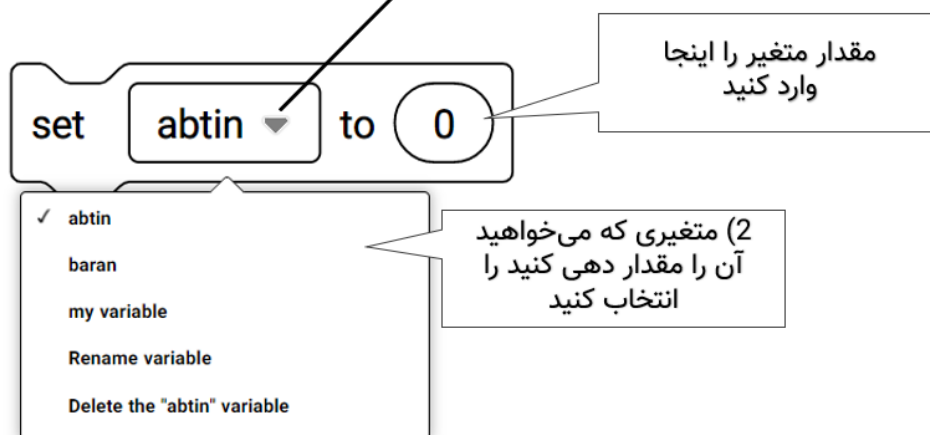 مقدار متغیر را اینجا
وارد کنید
set abtin to 0
✓ abtin
baran
my variable
Rename variable
Delete the "abtin" variable
2) متغیری که می‌خواهید
آن را مقدار دهی کنید را
انتخاب کنید